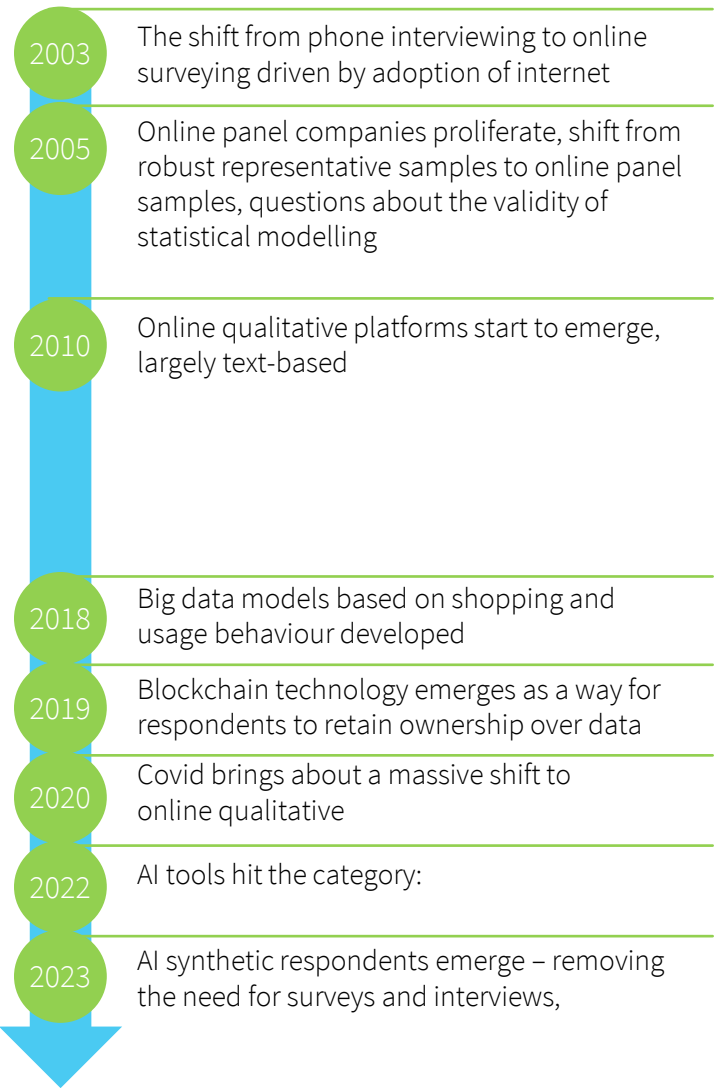 2003
The shift from phone interviewing to online
surveying driven by adoption of internet
2005
Online panel companies proliferate, shift from
robust representative samples to online panel
samples, questions about the validity of
statistical modelling
2010
Online qualitative platforms start to emerge,
largely text-based
2018
Big data models based on shopping and
usage behaviour developed
2019
Blockchain technology emerges as a way for
respondents to retain ownership over data
2020
Covid brings about a massive shift to
online qualitative
2022
AI tools hit the category:
2023
AI synthetic respondents emerge – removing
the need for surveys and interviews,